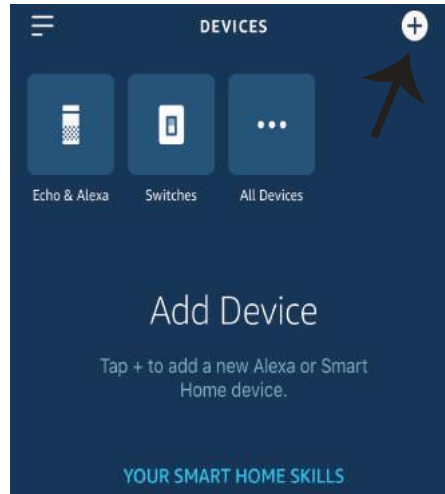 DEVICES
Echo & Alexa Switches All Devices
Add Device
Tap + to add a new Alexa or Smart
Home device.
YOUR SMART HOME SKILLS